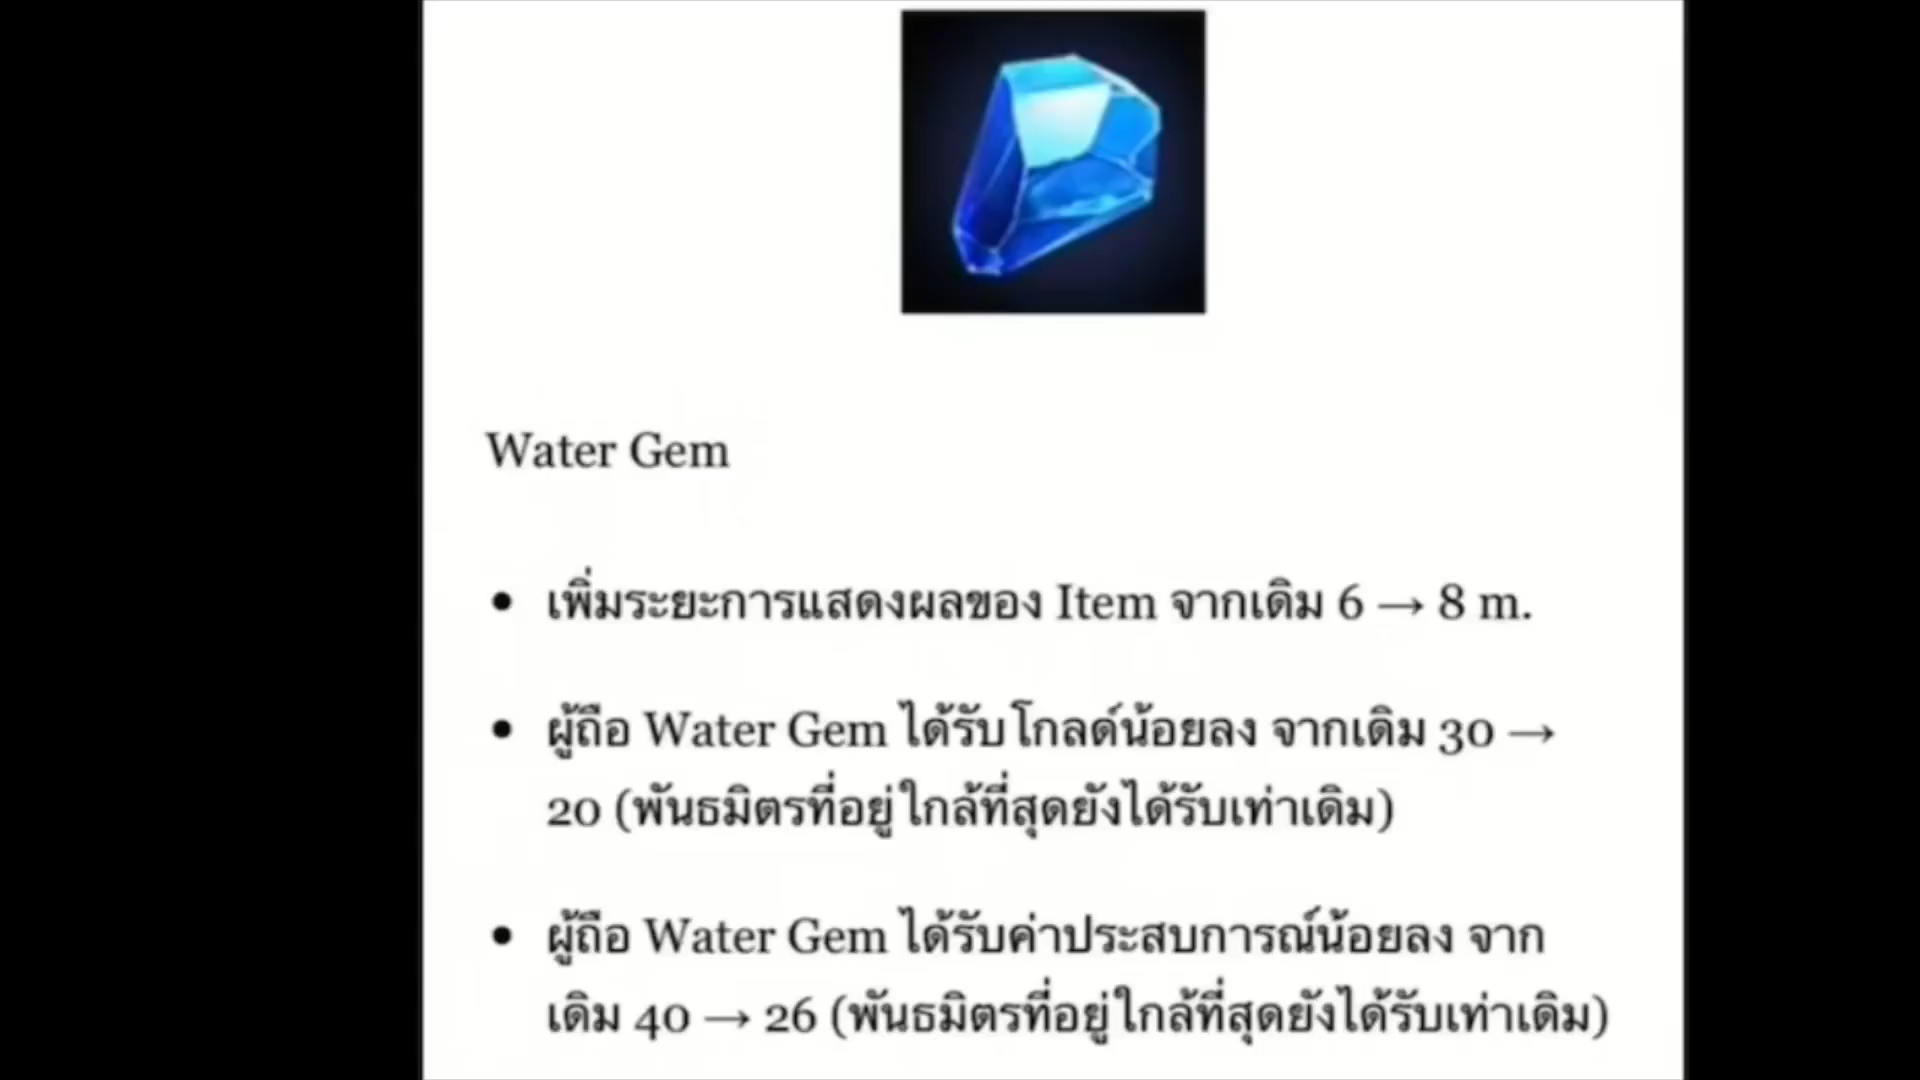 Water Gem
• เพิ่มระยะการแสดงผลของ Item จากเดิม 6 → 8 m.
• ผู้ถือ Water Gem ได้รับโกลด์น้อยลง จากเดิม 30 →
20 (พันธมิตรที่อยู่ใกล้ที่สุดยังได้รับเท่าเดิม)
• ผู้ถือ Water Gem ได้รับค่าประสบการณ์น้อยลง จาก
เดิม 40 → 26 (พันธมิตรที่อยู่ใกล้ที่สุดยังได้รับเท่าเดิม)